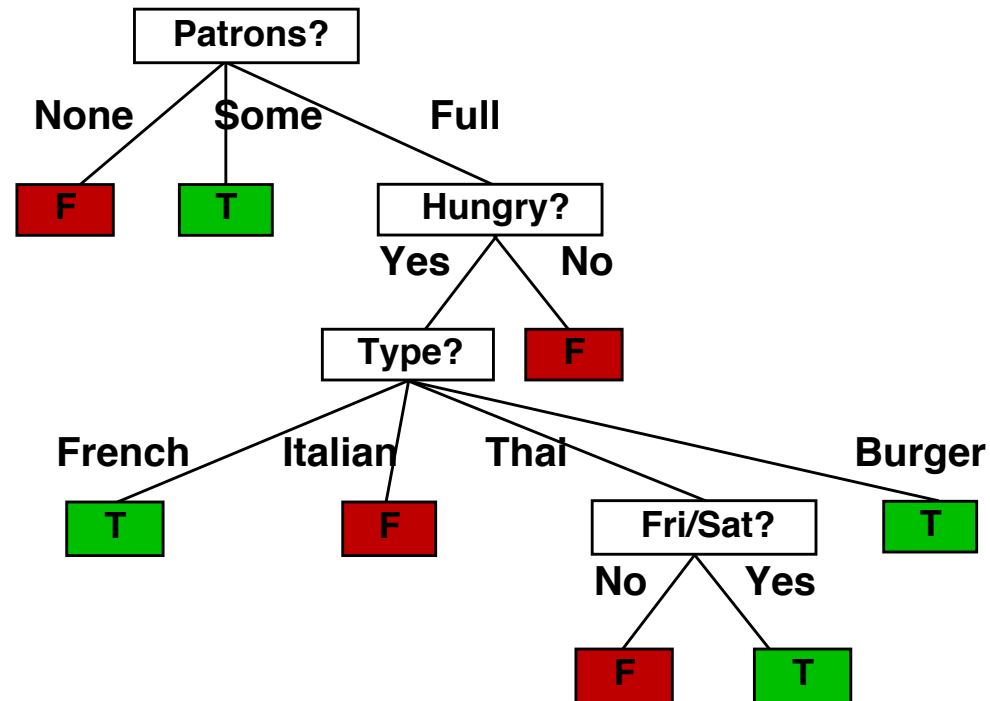 Patrons?
None Some Full
F T Hungry?
Yes No
Type? F
French Italian Thai Burger
T F Fri/Sat? T
No Yes
F T